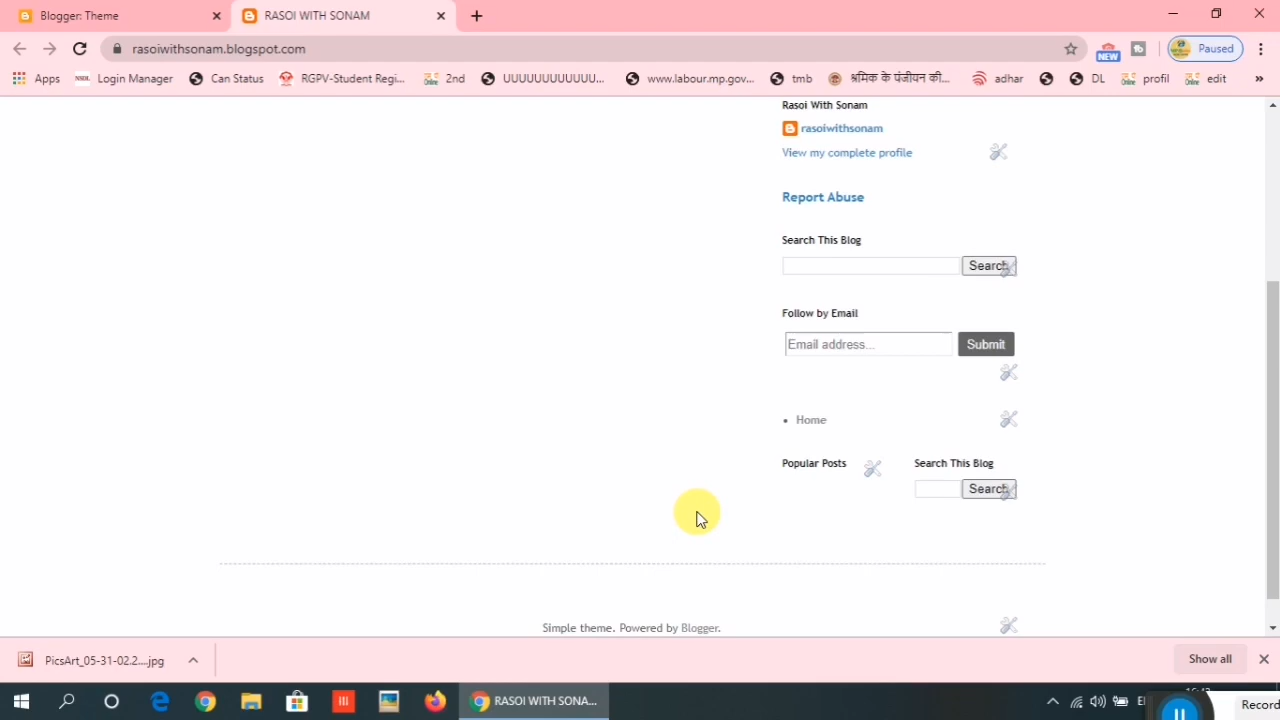 Blogger: Theme
RASOI WITH SONAM
rasoiwithsonam.blogspot.com
NEW
Paused
Apps
NSDL
Login Manager
Can Status
RGPV-Student Regi...
2nd
UUUUUUUUUUUU...
www.labour.mp.gov...
tmb
श्रमिक के पंजीयन की...
adhar
DL
profil
edit
»
Rasoi With Sonam
rasoiwithsonam
View my complete profile
Report Abuse
Search This Blog
Search
Follow by Email
Email address...
Submit
Home
Popular Posts
Search This Blog
Search
Simple theme. Powered by Blogger.
PicsArt_05-31-02.2....jpg
Show all
RASOI WITH SONA...
Record